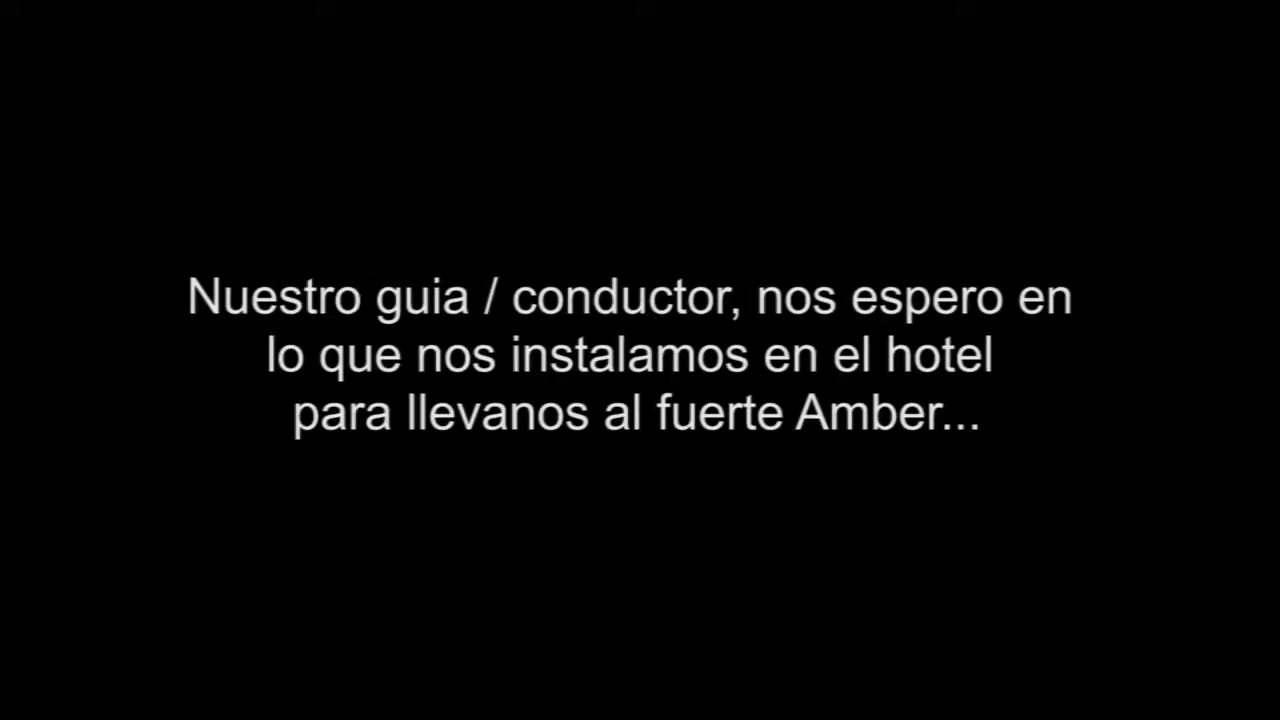 Nuestro guia / conductor, nos espero en
lo que nos instalamos en el hotel
para llevanos al fuerte Amber...